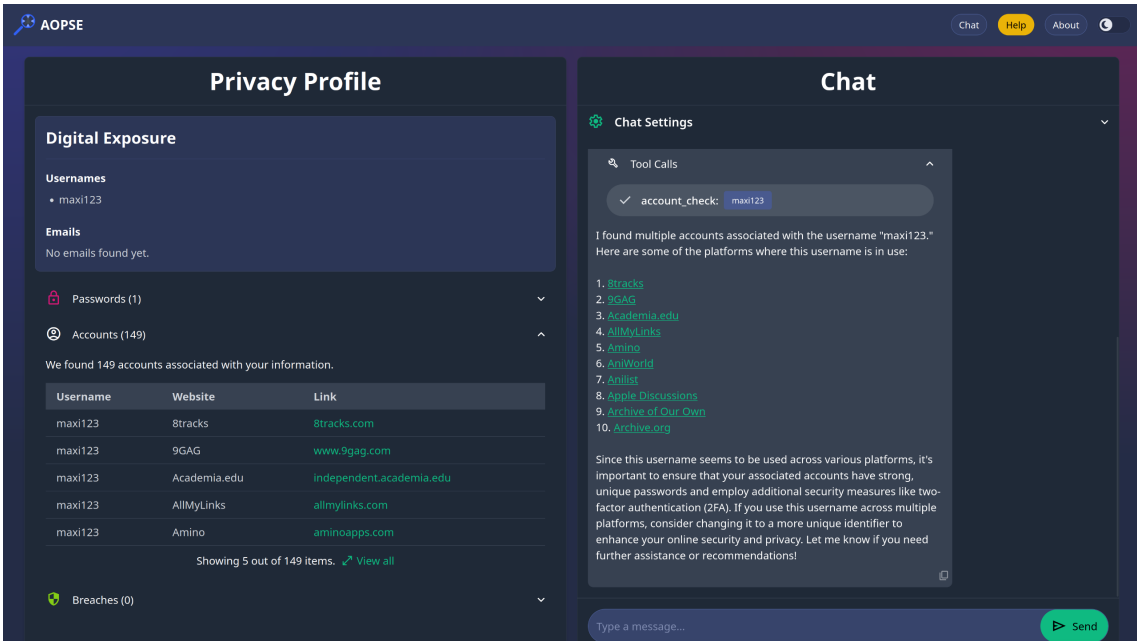 AOPSE
Chat
Help
About
Privacy Profile
Digital Exposure
Usernames
• maxi123
Emails
No emails found yet.
Passwords (1)
Accounts (149)
We found 149 accounts associated with your information.
Username Website Link
maxi123 8tracks 8tracks.com
maxi123 9GAG www.9gag.com
maxi123 Academia.edu independent.academia.edu
maxi123 AllMyLinks allmylinks.com
maxi123 Amino aminoapps.com
Showing 5 out of 149 items. View all
Breaches (0)
Chat
Chat Settings
Tool Calls
account_check: maxi123
I found multiple accounts associated with the username "maxi123."
Here are some of the platforms where this username is in use:
1. 8tracks
2. 9GAG
3. Academia.edu
4. AllMyLinks
5. Amino
6. AniWorld
7. Anilist
8. Apple Discussions
9. Archive of Our Own
10. Archive.org
Since this username seems to be used across various platforms, it's
important to ensure that your associated accounts have strong,
unique passwords and employ additional security measures like two-
factor authentication (2FA). If you use this username across multiple
platforms, consider changing it to a more unique identifier to
enhance your online security and privacy. Let me know if you need
further assistance or recommendations!
Type a message...
Send